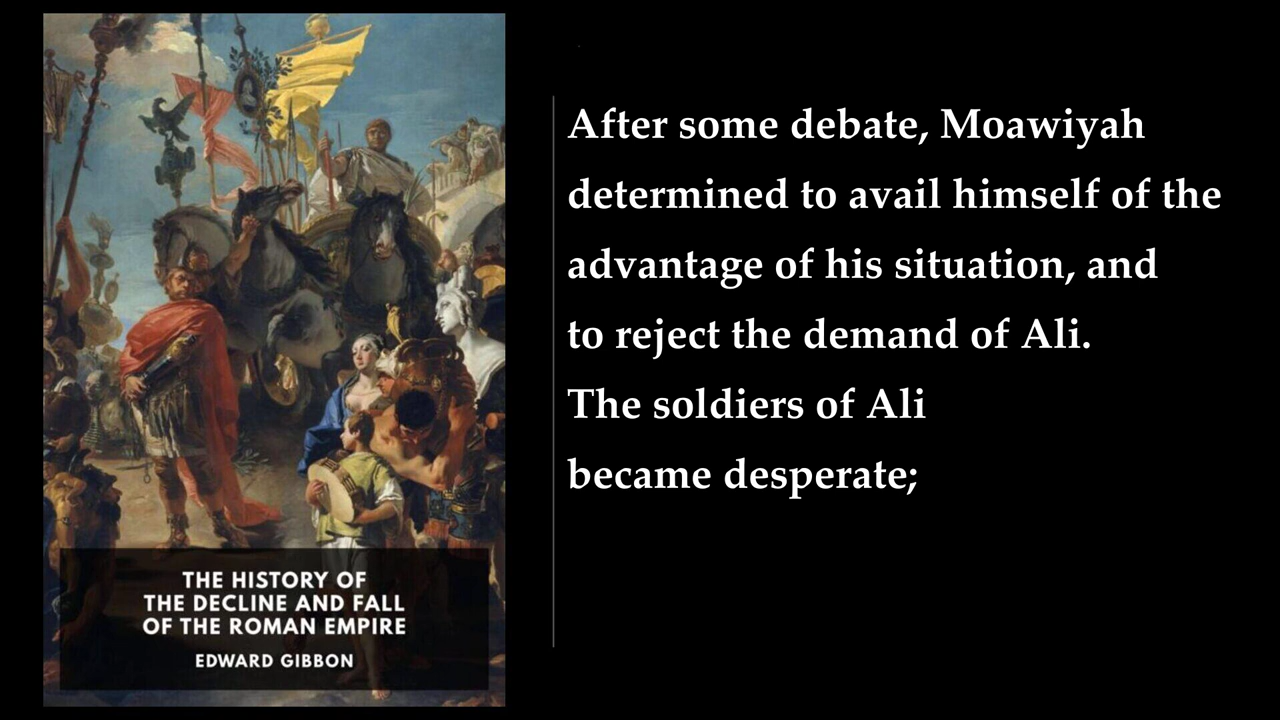 After some debate, Moawiyah
determined to avail himself of the
advantage of his situation, and
to reject the demand of Ali.
The soldiers of Ali
became desperate;
THE HISTORY OF
THE DECLINE AND FALL
OF THE ROMAN EMPIRE
EDWARD GIBBON